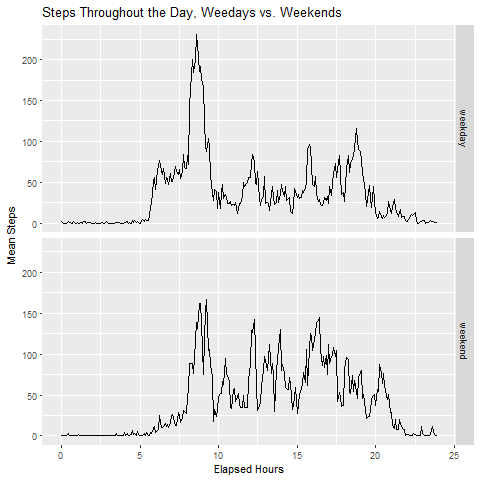 Steps Throughout the Day, Weedays vs. Weekends
Mean Steps
200
150
100
50
0
weekday
200
150
100
50
0
weekend
0 5 10 15 20 25
Elapsed Hours